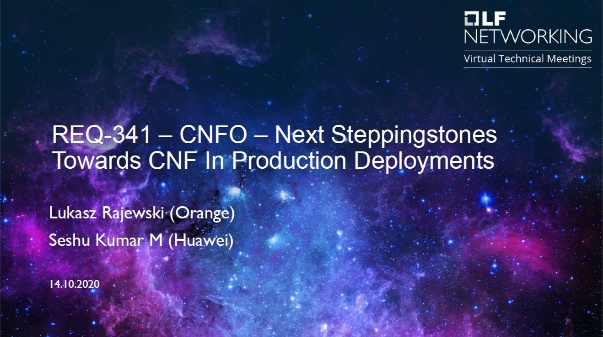 LF
NETWORKING
Virtual Technical Meetings
REQ-341 – CNFO – Next Steppingstones
Towards CNF In Production Deployments
Lukasz Rajewski (Orange)
Seshu Kumar M (Huawei)
14.10.2020